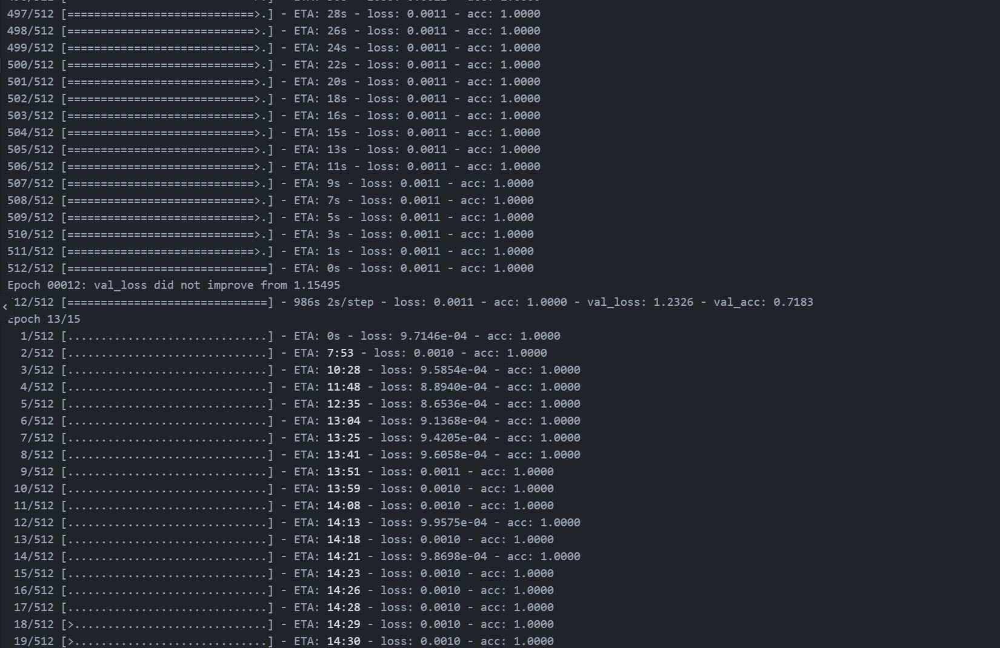 497/512 [============================>.] - ETA: 28s - loss: 0.0011 - acc: 1.0000
498/512 [============================>.] - ETA: 26s - loss: 0.0011 - acc: 1.0000
499/512 [============================>.] - ETA: 24s - loss: 0.0011 - acc: 1.0000
500/512 [============================>.] - ETA: 22s - loss: 0.0011 - acc: 1.0000
501/512 [============================>.] - ETA: 20s - loss: 0.0011 - acc: 1.0000
502/512 [============================>.] - ETA: 18s - loss: 0.0011 - acc: 1.0000
503/512 [============================>.] - ETA: 16s - loss: 0.0011 - acc: 1.0000
504/512 [============================>.] - ETA: 15s - loss: 0.0011 - acc: 1.0000
505/512 [============================>.] - ETA: 13s - loss: 0.0011 - acc: 1.0000
506/512 [============================>.] - ETA: 11s - loss: 0.0011 - acc: 1.0000
507/512 [============================>.] - ETA: 9s - loss: 0.0011 - acc: 1.0000
508/512 [============================>.] - ETA: 7s - loss: 0.0011 - acc: 1.0000
509/512 [============================>.] - ETA: 5s - loss: 0.0011 - acc: 1.0000
510/512 [============================>.] - ETA: 3s - loss: 0.0011 - acc: 1.0000
511/512 [============================>.] - ETA: 1s - loss: 0.0011 - acc: 1.0000
512/512 [==============================] - ETA: 0s - loss: 0.0011 - acc: 1.0000
Epoch 00012: val_loss did not improve from 1.15495
12/512 [==============================] - 986s 2s/step - loss: 0.0011 - acc: 1.0000 - val_loss: 1.2326 - val_acc: 0.7183
Epoch 13/15
1/512 [..............................] - ETA: 0s - loss: 9.7146e-04 - acc: 1.0000
2/512 [..............................] - ETA: 7:53 - loss: 0.0010 - acc: 1.0000
3/512 [..............................] - ETA: 10:28 - loss: 9.5854e-04 - acc: 1.0000
4/512 [..............................] - ETA: 11:48 - loss: 8.8940e-04 - acc: 1.0000
5/512 [..............................] - ETA: 12:35 - loss: 8.6536e-04 - acc: 1.0000
6/512 [..............................] - ETA: 13:04 - loss: 9.1368e-04 - acc: 1.0000
7/512 [..............................] - ETA: 13:25 - loss: 9.4205e-04 - acc: 1.0000
8/512 [..............................] - ETA: 13:41 - loss: 9.6058e-04 - acc: 1.0000
9/512 [..............................] - ETA: 13:51 - loss: 0.0011 - acc: 1.0000
10/512 [..............................] - ETA: 13:59 - loss: 0.0010 - acc: 1.0000
11/512 [..............................] - ETA: 14:08 - loss: 0.0010 - acc: 1.0000
12/512 [..............................] - ETA: 14:13 - loss: 9.9575e-04 - acc: 1.0000
13/512 [..............................] - ETA: 14:18 - loss: 0.0010 - acc: 1.0000
14/512 [..............................] - ETA: 14:21 - loss: 9.8698e-04 - acc: 1.0000
15/512 [..............................] - ETA: 14:23 - loss: 0.0010 - acc: 1.0000
16/512 [..............................] - ETA: 14:26 - loss: 0.0010 - acc: 1.0000
17/512 [..............................] - ETA: 14:28 - loss: 0.0010 - acc: 1.0000
18/512 [>.............................] - ETA: 14:29 - loss: 0.0010 - acc: 1.0000
19/512 [>.............................] - ETA: 14:30 - loss: 0.0010 - acc: 1.0000